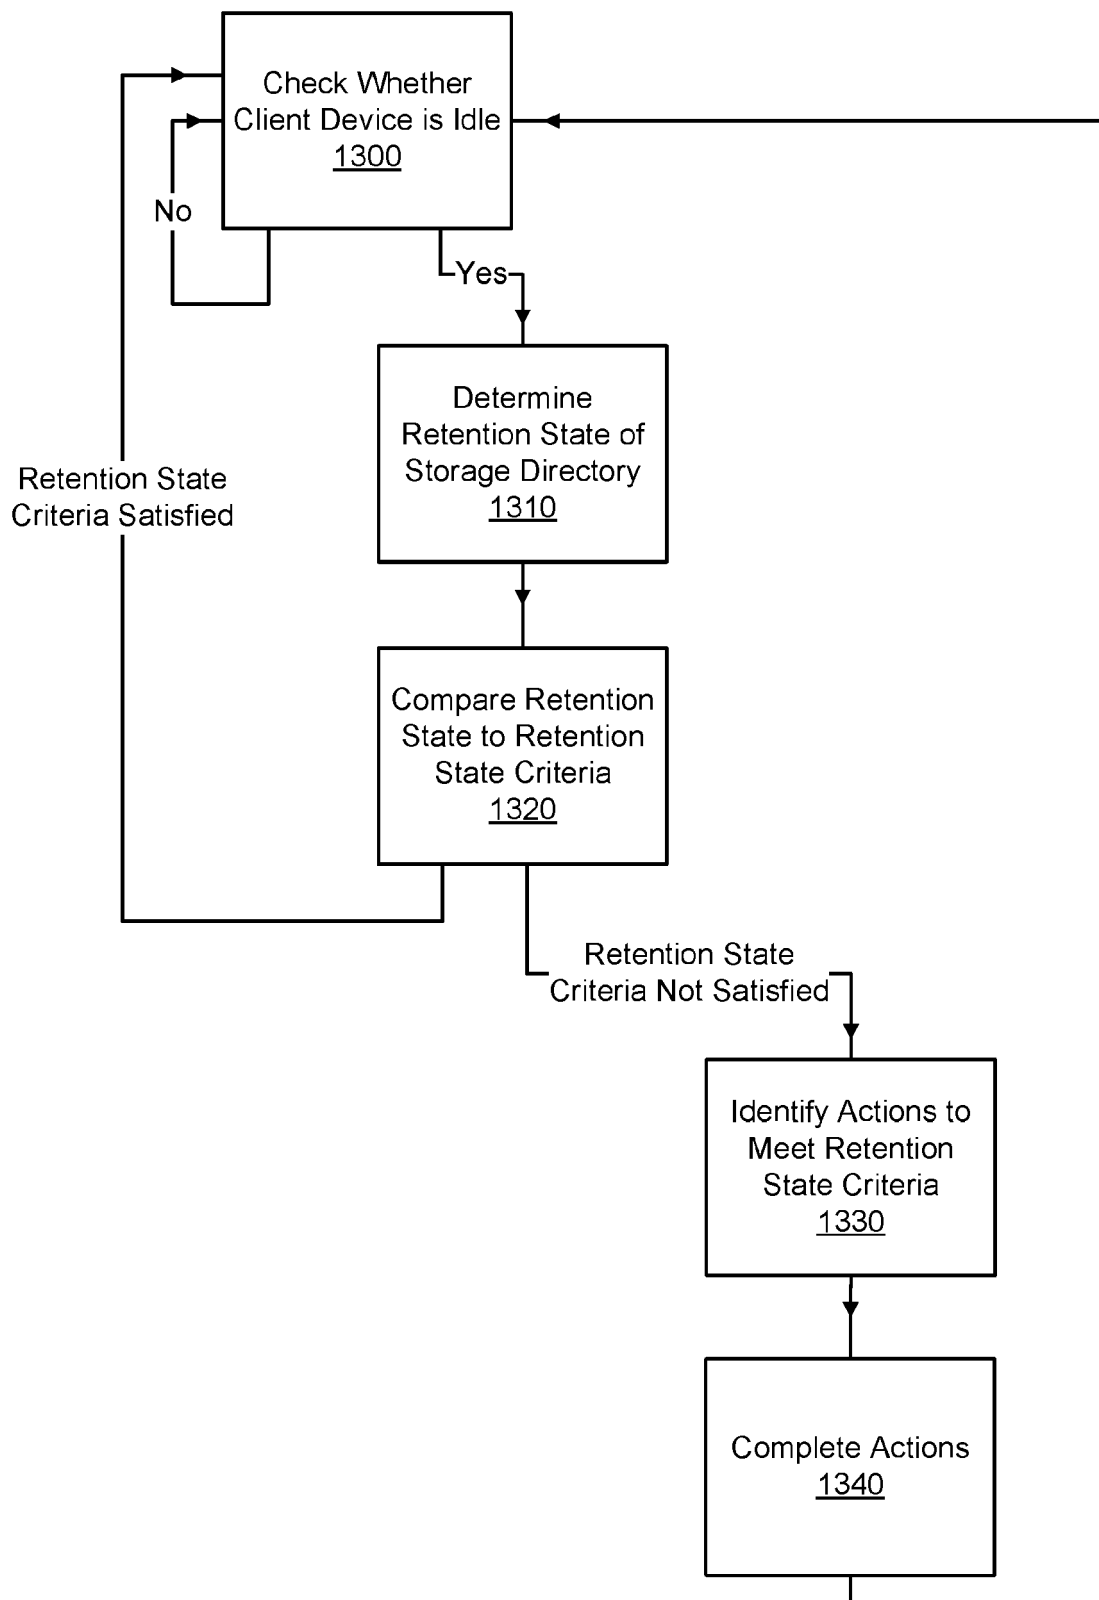 Check Whether
Client Device is Idle
1300
No
Yes
Determine
Retention State of
Storage Directory
1310
Retention State
Criteria Satisfied
Compare Retention
State to Retention
State Criteria
1320
Retention State
Criteria Not Satisfied
Identify Actions to
Meet Retention
State Criteria
1330
Complete Actions
1340